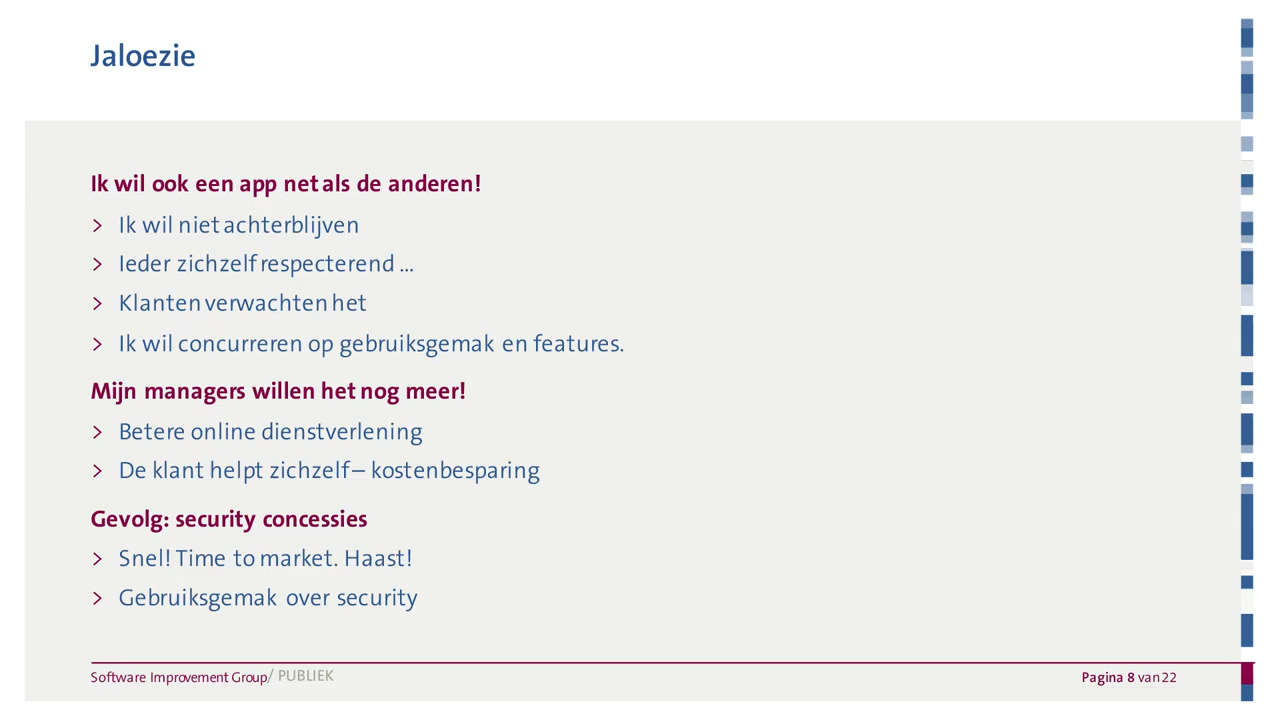 Jaloezie
Ik wil ook een app net als de anderen!
> Ik wil niet achterblijven
> Ieder zichzelf respecterend ...
> Klanten verwachten het
> Ik wil concurreren op gebruiksgemak en features.
Mijn managers willen het nog meer!
> Betere online dienstverlening
> De klant helpt zichzelf – kostenbesparing
Gevolg: security concessies
> Snel! Time to market. Haast!
> Gebruiksgemak over security
Software Improvement Group/ PUBLIEK
Pagina 8 van 22